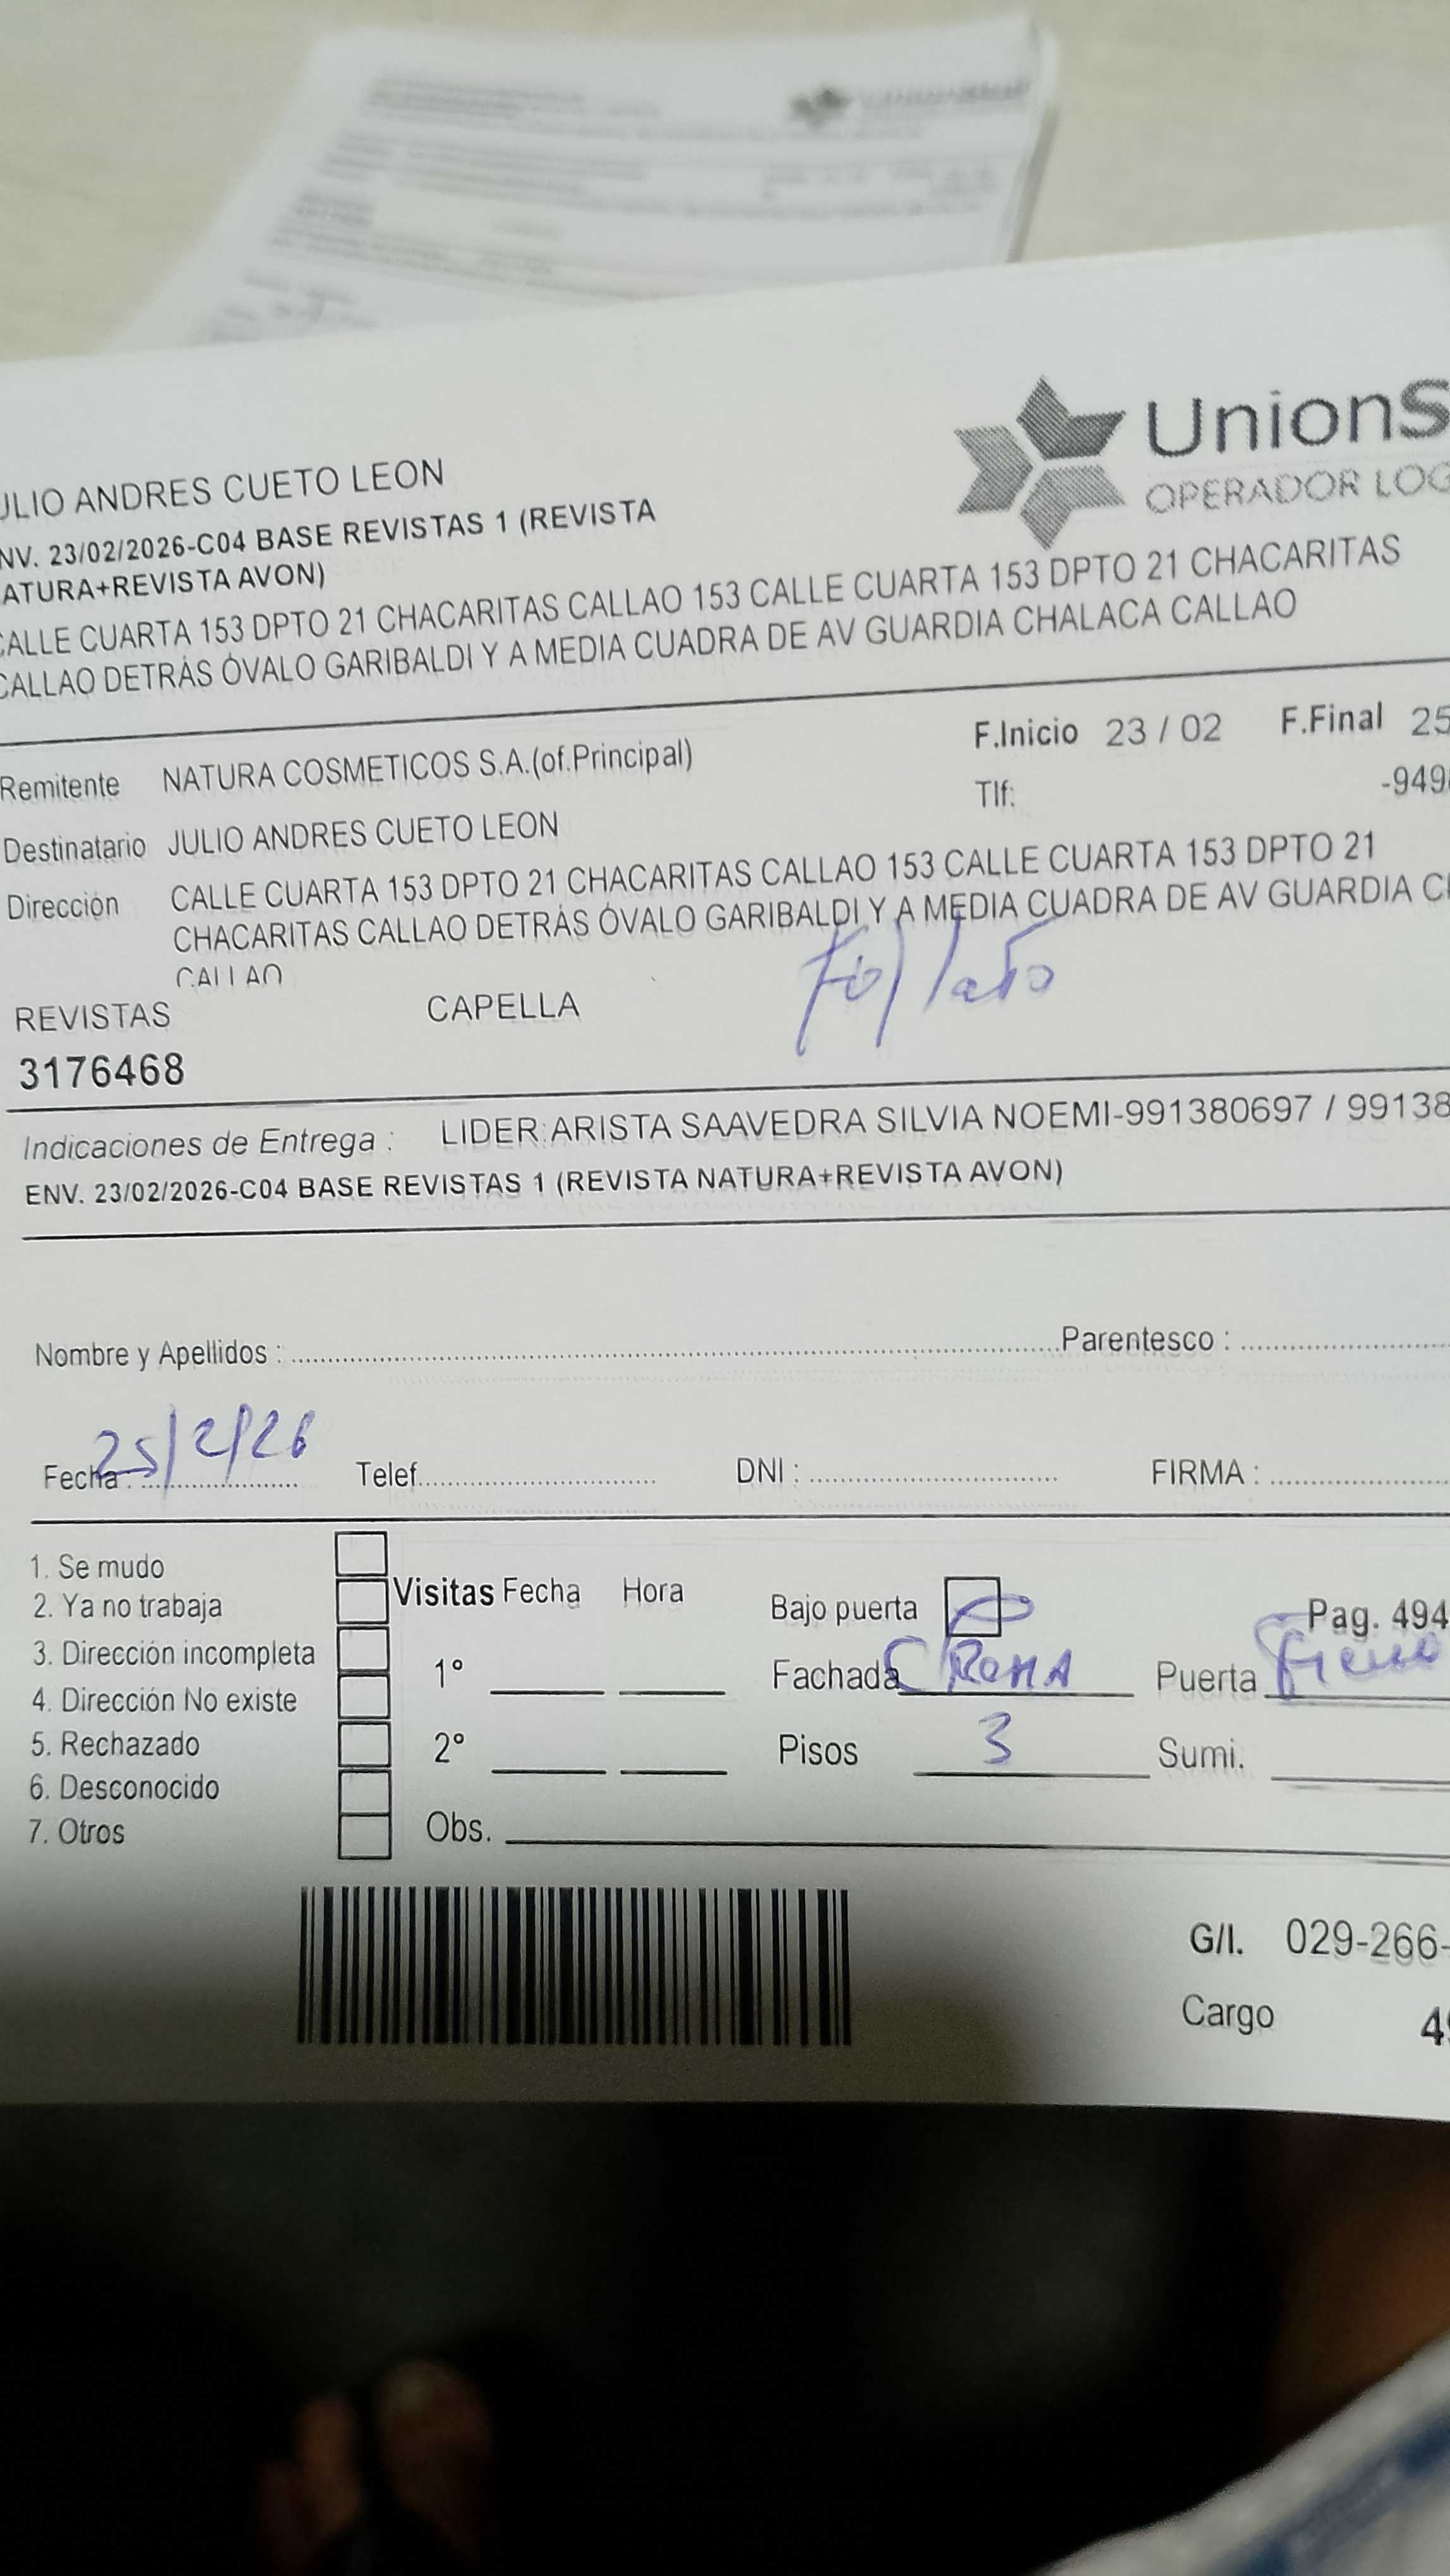 ULIO ANDRES CUETO LEON
NV. 23/02/2026-C04 BASE REVISTAS 1 (REVISTA
ATURA+REVISTA AVON)
CALLE CUARTA 153 DPTO 21 CHACARITAS CALLAO 153 CALLE CUARTA 153 DPTO 21 CHACARITAS
CALLAO DETRÁS ÓVALO GARIBALDI Y A MEDIA CUADRA DE AV GUARDIA CHALACA CALLAO
UnionS
OPERADOR LOG
Remitente NATURA COSMETICOS S.A.(of.Principal)
F.Inicio 23 / 02 F.Final 25
Tlf: -949
Destinatario JULIO ANDRES CUETO LEON
Dirección CALLE CUARTA 153 DPTO 21 CHACARITAS CALLAO 153 CALLE CUARTA 153 DPTO 21
CHACARITAS CALLAO DETRÁS ÓVALO GARIBALDI Y A MEDIA CUADRA DE AV GUARDIA C
CALLAO
REVISTAS CAPELLA
3176468
Indicaciones de Entrega : LIDER:ARISTA SAAVEDRA SILVIA NOEMI-991380697 / 99138
ENV. 23/02/2026-C04 BASE REVISTAS 1 (REVISTA NATURA+REVISTA AVON)
Nombre y Apellidos : Parentesco :
Fecha : 25/2/26 Telef. DNI : FIRMA :
1. Se mudo
2. Ya no trabaja
3. Dirección incompleta
4. Dirección No existe
5. Rechazado
6. Desconocido
7. Otros
Visitas Fecha Hora
1°
2°
Obs.
Bajo puerta Pag. 494
Fachada CROMA Puerta
Pisos 3 Sumi.
G/I. 029-266-
Cargo 49